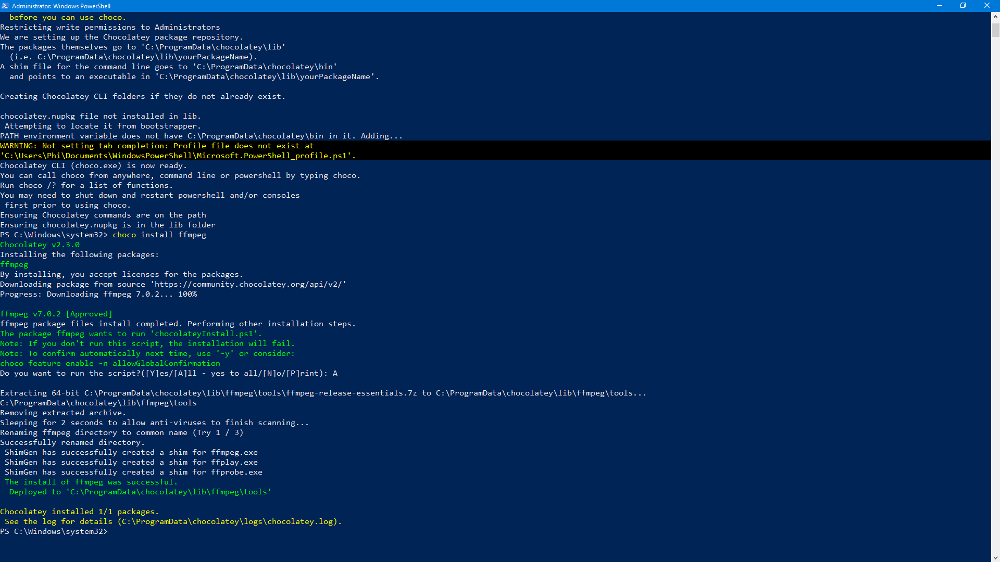 Administrator: Windows PowerShell
before you can use choco.
Restricting write permissions to Administrators
We are setting up the Chocolatey package repository.
The packages themselves go to 'C:\ProgramData\chocolatey\lib'
(i.e. C:\ProgramData\chocolatey\lib\yourPackageName).
A shim file for the command line goes to 'C:\ProgramData\chocolatey\bin'
and points to an executable in 'C:\ProgramData\chocolatey\lib\yourPackageName'.
Creating Chocolatey CLI folders if they do not already exist.
chocolatey.nupkg file not installed in lib.
Attempting to locate it from bootstrapper.
PATH environment variable does not have C:\ProgramData\chocolatey\bin in it. Adding...
WARNING: Not setting tab completion: Profile file does not exist at
'C:\Users\Phi\Documents\WindowsPowerShell\Microsoft.PowerShell_profile.ps1'.
Chocolatey CLI (choco.exe) is now ready.
You can call choco from anywhere, command line or powershell by typing choco.
Run choco /? for a list of functions.
You may need to shut down and restart powershell and/or consoles
first prior to using choco.
Ensuring Chocolatey commands are on the path
Ensuring chocolatey.nupkg is in the lib folder
PS C:\Windows\system32> choco install ffmpeg
Chocolatey v2.3.0
Installing the following packages:
ffmpeg
By installing, you accept licenses for the packages.
Downloading package from source 'https://community.chocolatey.org/api/v2/'
Progress: Downloading ffmpeg 7.0.2... 100%
ffmpeg v7.0.2 [Approved]
ffmpeg package files install completed. Performing other installation steps.
The package ffmpeg wants to run 'chocolateyInstall.ps1'.
Note: If you don't run this script, the installation will fail.
Note: To confirm automatically next time, use '-y' or consider:
choco feature enable -n allowGlobalConfirmation
Do you want to run the script?([Y]es/[A]ll - yes to all/[N]o/[P]rint): A
Extracting 64-bit C:\ProgramData\chocolatey\lib\ffmpeg\tools\ffmpeg-release-essentials.7z to C:\ProgramData\chocolatey\lib\ffmpeg\tools...
C:\ProgramData\chocolatey\lib\ffmpeg\tools
Removing extracted archive.
Sleeping for 2 seconds to allow anti-viruses to finish scanning...
Renaming ffmpeg directory to common name (Try 1 / 3)
Successfully renamed directory.
ShimGen has successfully created a shim for ffmpeg.exe
ShimGen has successfully created a shim for ffplay.exe
ShimGen has successfully created a shim for ffprobe.exe
The install of ffmpeg was successful.
Deployed to 'C:\ProgramData\chocolatey\lib\ffmpeg\tools'
Chocolatey installed 1/1 packages.
See the log for details (C:\ProgramData\chocolatey\logs\chocolatey.log).
PS C:\Windows\system32>